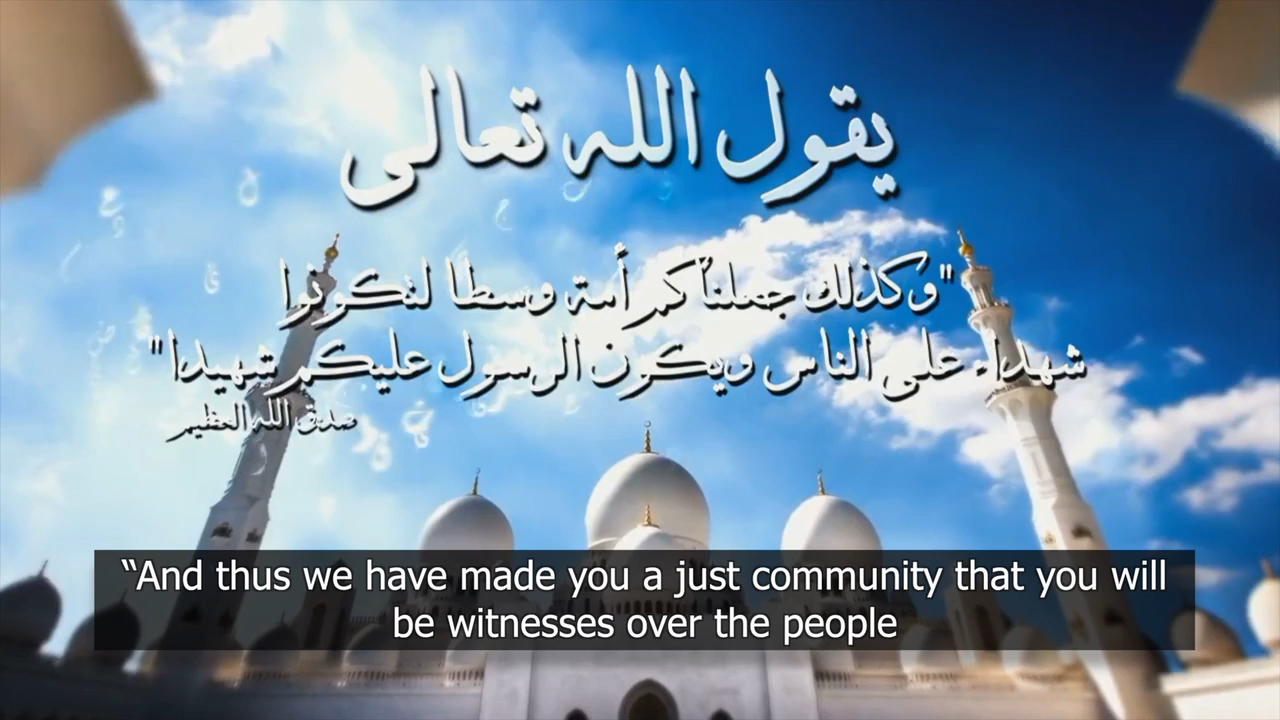 يقول الله تعالى
"وكذلك جعلناكم أمة وسطا لتكونوا
شهداء على الناس ويكون الرسول عليكم شهيدا"
صدق الله العظيم
“And thus we have made you a just community that you will
be witnesses over the people